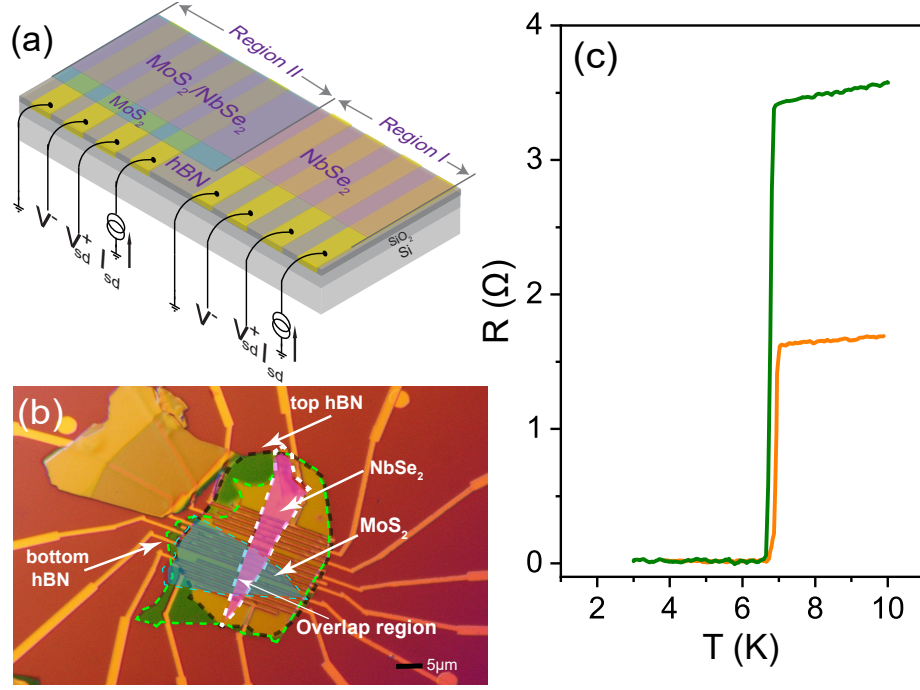 (a)
Region II
MoS₂/NbSe₂
MoS₂
Region I
NbSe₂
hBN
SiO₂
Si
V⁻
V⁺sd
Isd
V⁻
V⁺sd
Isd
(b)
top hBN
NbSe₂
MoS₂
bottom
hBN
Overlap region
5μm
(c)
R (Ω)
4
3
2
1
0
2
4
6
8
10
T (K)